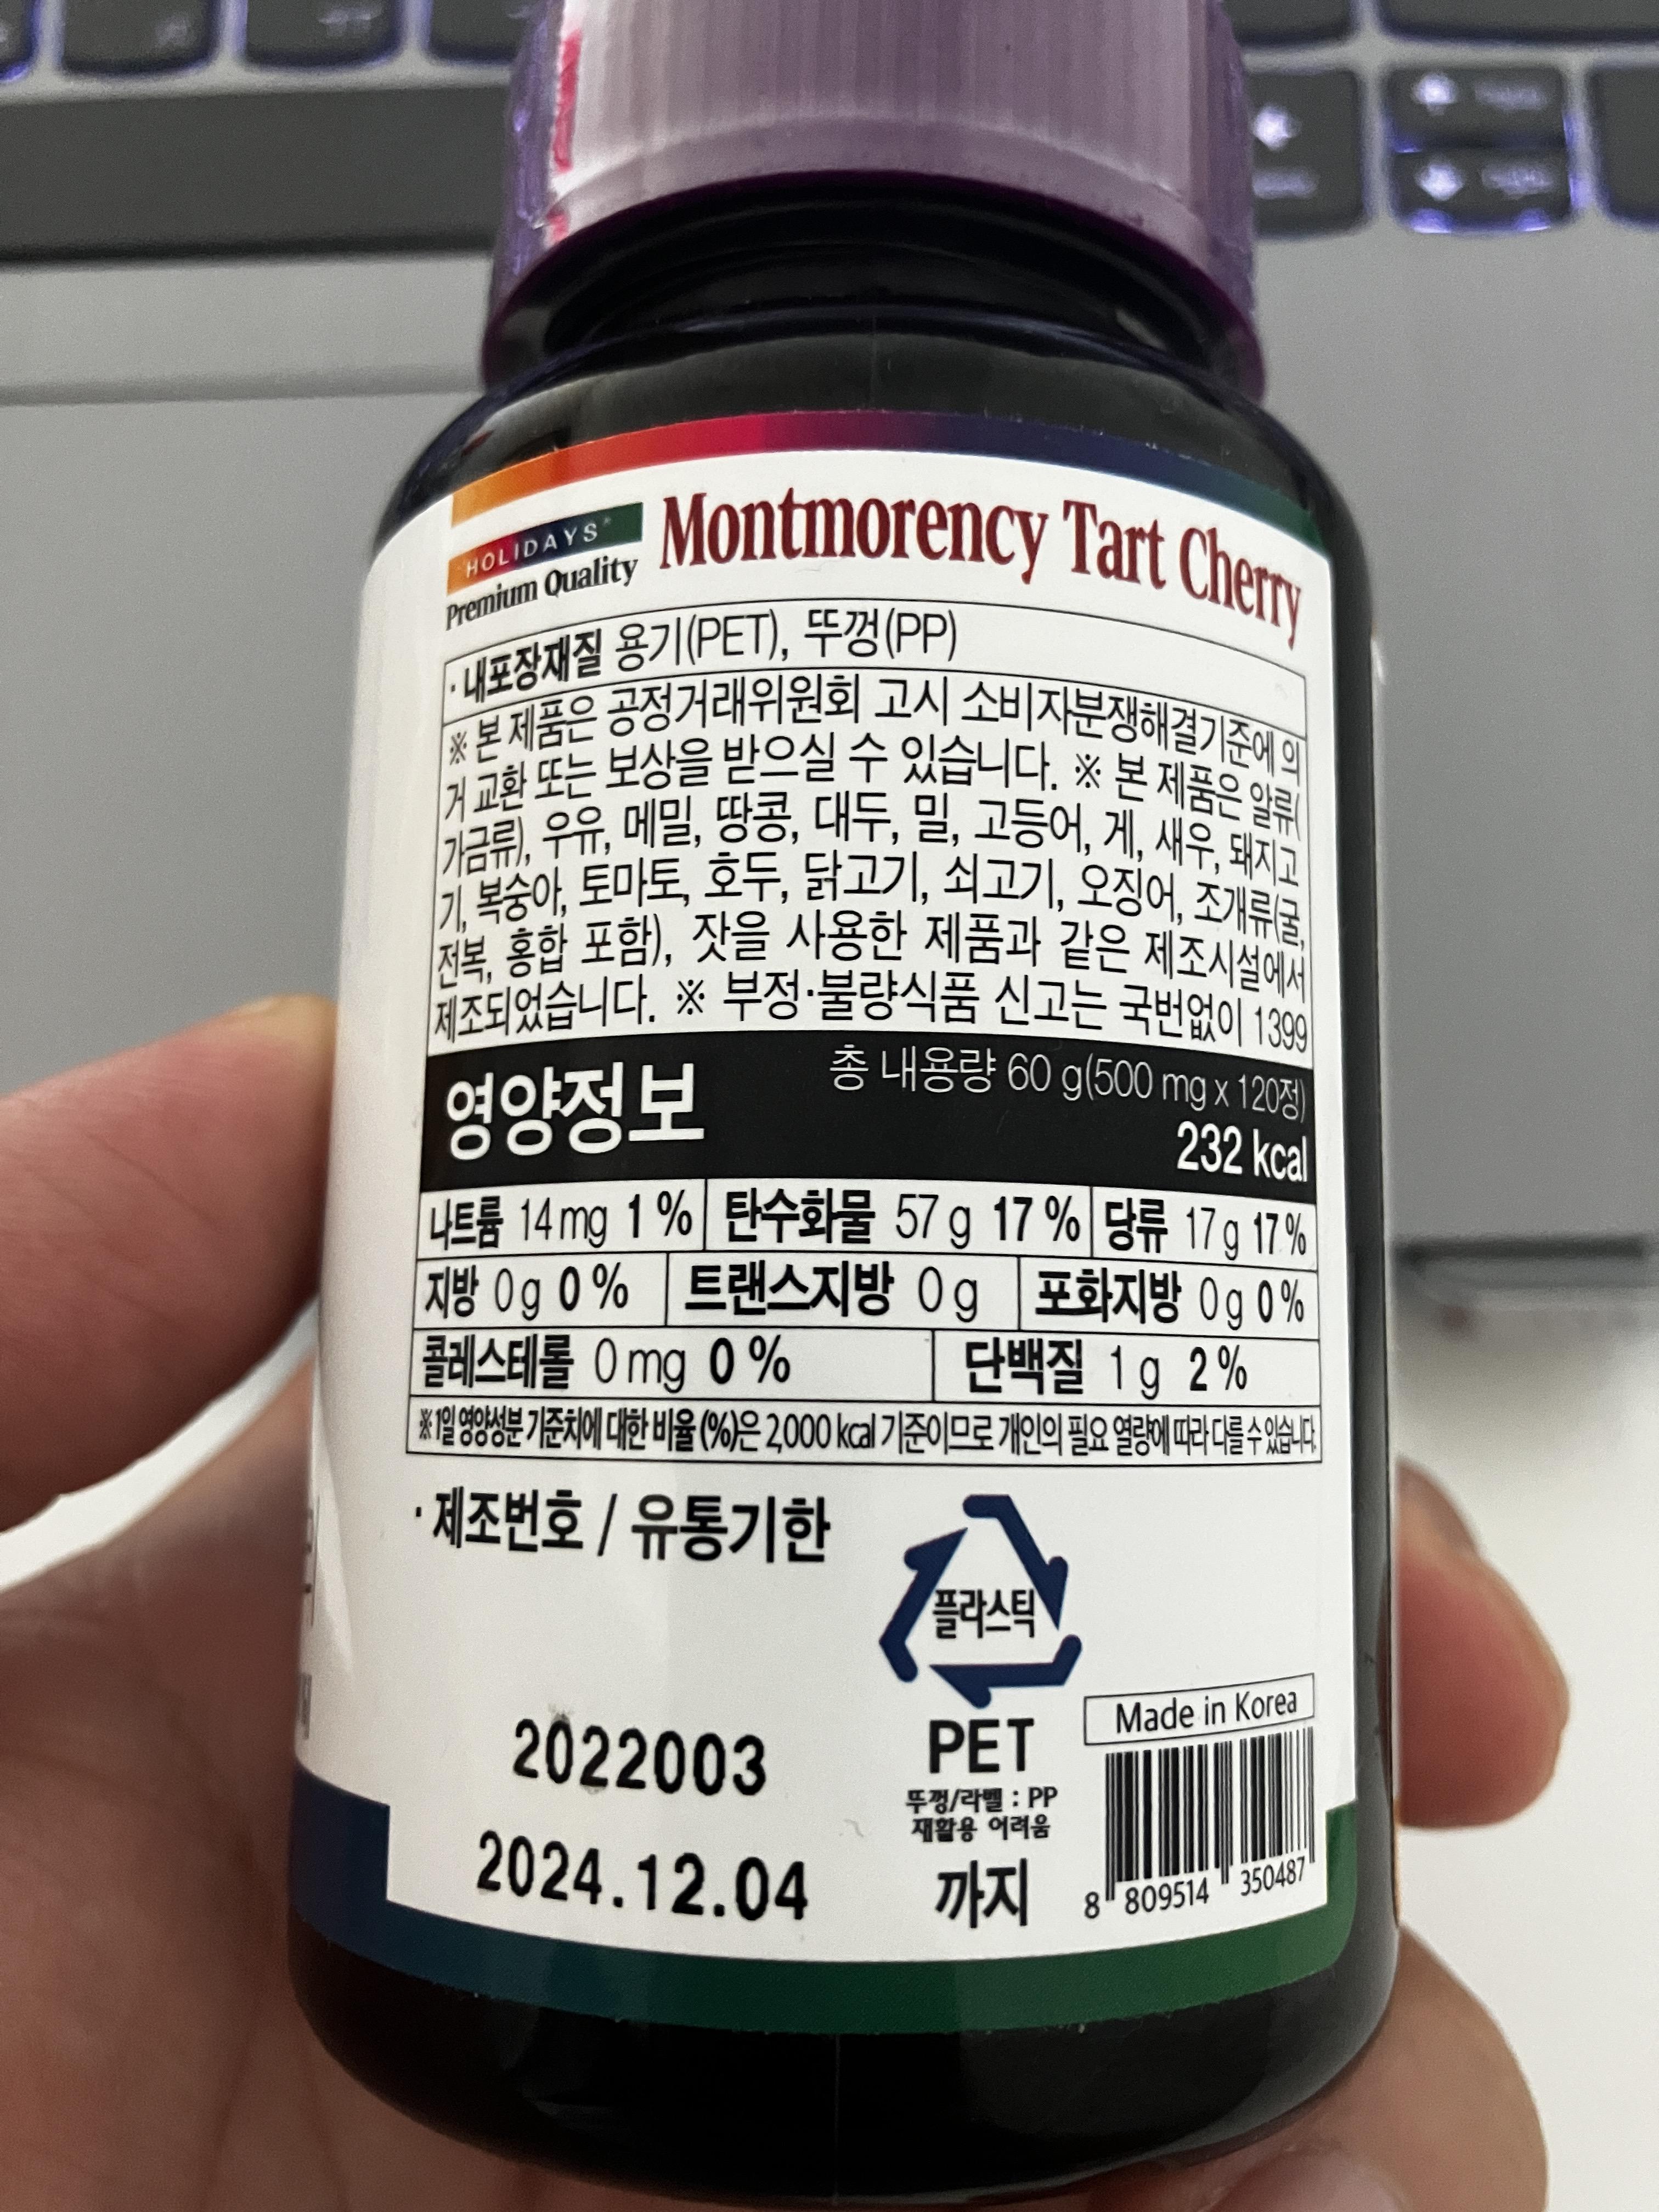 HOLIDAYS
Premium Quality
Montmorency Tart Cherry
· 내포장재질 용기(PET), 뚜껑(PP)
※ 본 제품은 공정거래위원회 고시 소비자분쟁해결기준에 의
거 교환 또는 보상을 받으실 수 있습니다. ※ 본 제품은 알류(
가금류), 우유, 메밀, 땅콩, 대두, 밀, 고등어, 게, 새우, 돼지고
기, 복숭아, 토마토, 호두, 닭고기, 쇠고기, 오징어, 조개류(굴,
전복, 홍합 포함), 잣을 사용한 제품과 같은 제조시설에서
제조되었습니다. ※ 부정·불량식품 신고는 국번없이 1399
영양정보
총 내용량 60 g(500 mg x 120정)
232 kcal
나트륨 14 mg 1 % 탄수화물 57 g 17 % 당류 17 g 17 %
지방 0 g 0 % 트랜스지방 0 g 포화지방 0 g 0 %
콜레스테롤 0 mg 0 % 단백질 1 g 2 %
※ 1일 영양성분 기준치에 대한 비율 (%)은 2,000 kcal 기준이므로 개인의 필요 열량에 따라 다를 수 있습니다.
· 제조번호 / 유통기한
플라스틱
PET
뚜껑/라벨 : PP
재활용 어려움
2022003
2024.12.04 까지
Made in Korea
8 809514 350487